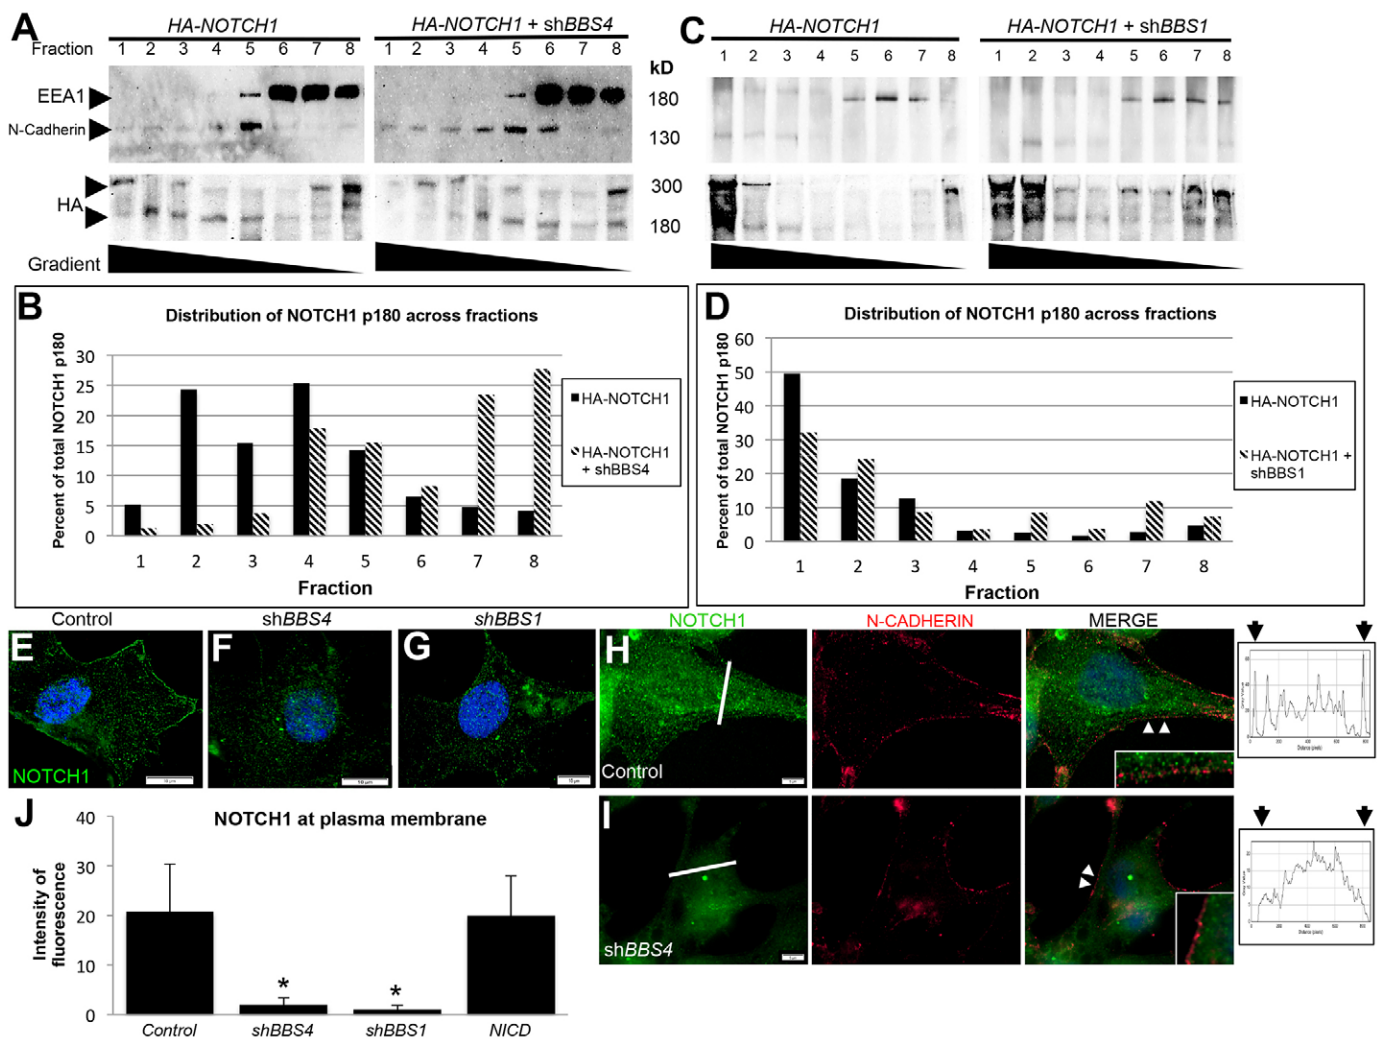 A
HA-NOTCH1
HA-NOTCH1 + shBBS4
Fraction
1 2 3 4 5 6 7 8
1 2 3 4 5 6 7 8
kD
EEA1
180
N-Cadherin
130
HA
300
180
Gradient
C
HA-NOTCH1
HA-NOTCH1 + shBBS1
1 2 3 4 5 6 7 8
1 2 3 4 5 6 7 8
B
Distribution of NOTCH1 p180 across fractions
Percent of total NOTCH1 p180
30
25
20
15
10
5
0
1 2 3 4 5 6 7 8
Fraction
HA-NOTCH1
HA-NOTCH1
+ shBBS4
D
Distribution of NOTCH1 p180 across fractions
Percent of total NOTCH1 p180
60
50
40
30
20
10
0
1 2 3 4 5 6 7 8
Fraction
HA-NOTCH1
HA-NOTCH1 +
shBBS1
Control
shBBS4
shBBS1
E
NOTCH1
F
G
NOTCH1
N-CADHERIN
MERGE
H
Control
I
shBBS4
J
NOTCH1 at plasma membrane
Intensity of
fluorescence
40
30
20
10
0
*
*
Control
shBBS4
shBBS1
NICD